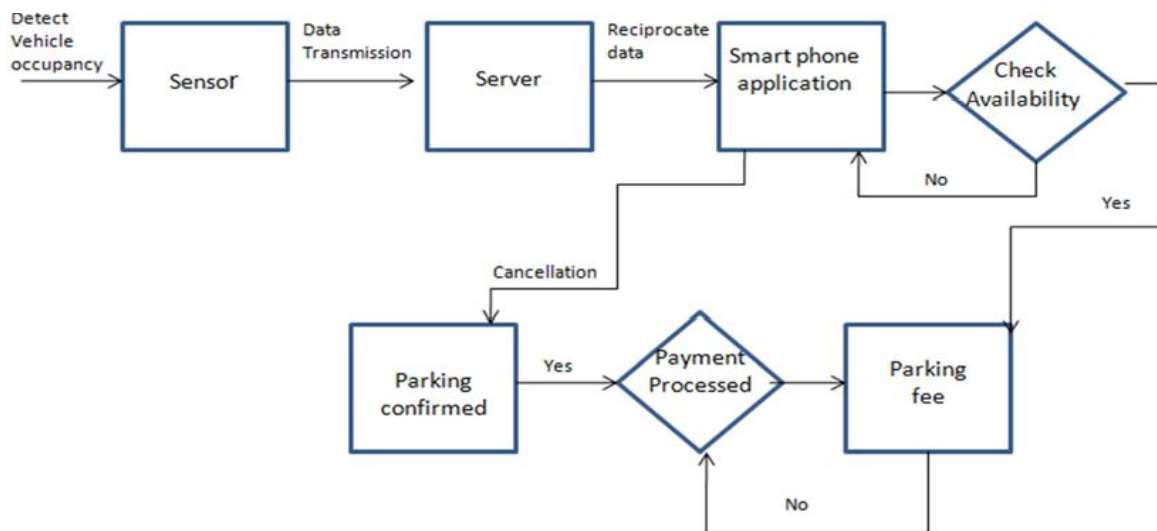 Detect
Vehicle
occupancy
Sensor
Data
Transmission
Server
Reciprocate
data
Smart phone
application
Check
Availability
No
Yes
Cancellation
Parking
confirmed
Yes
Payment
Processed
Parking
fee
No